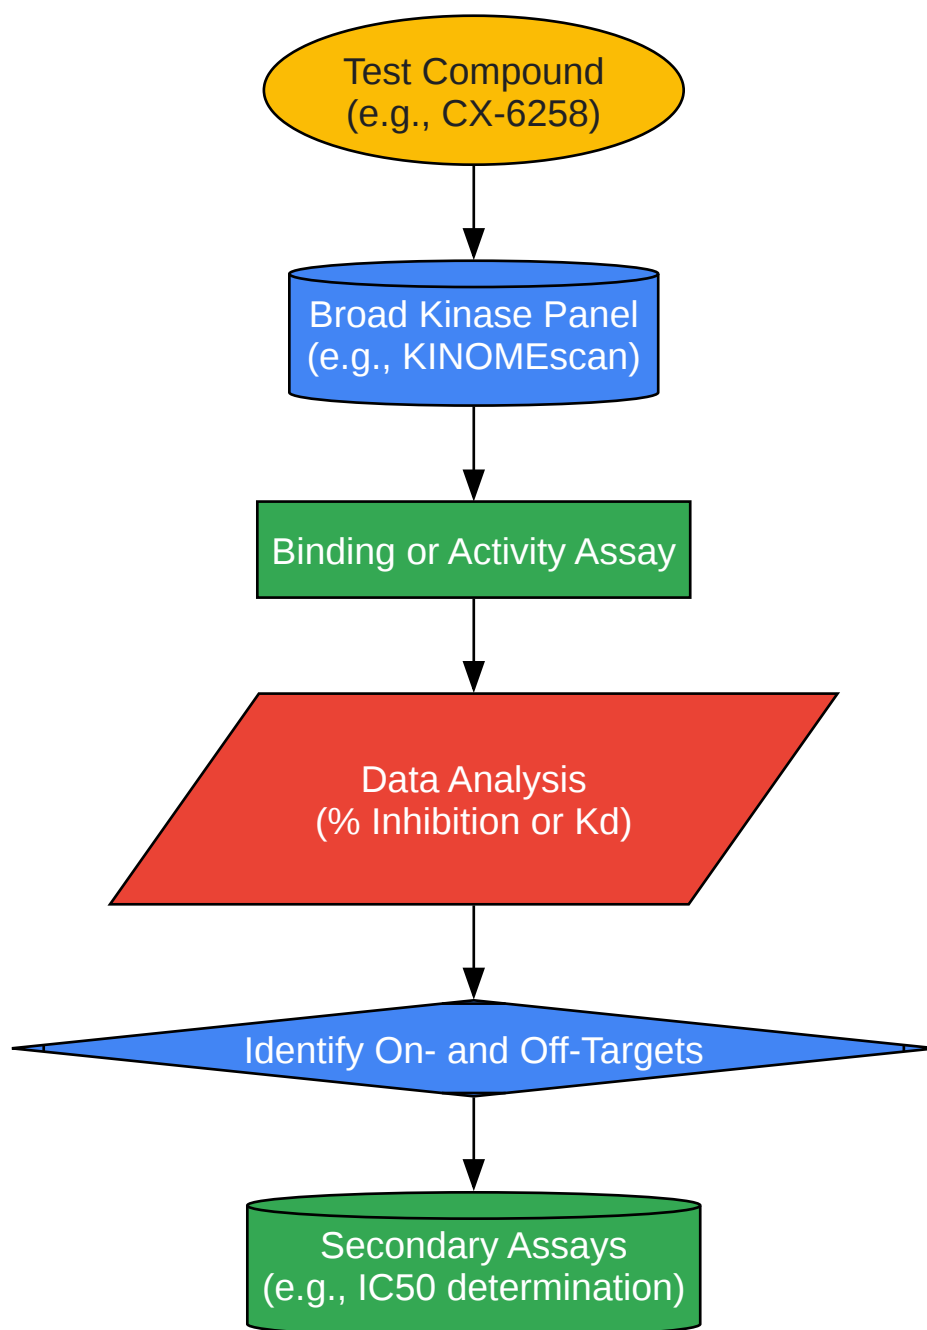 Test Compound
(e.g., CX-6258)
Broad Kinase Panel
(e.g., KINOMEscan)
Binding or Activity Assay
Data Analysis
(% Inhibition or Kd)
Identify On- and Off-Targets
Secondary Assays
(e.g., IC50 determination)